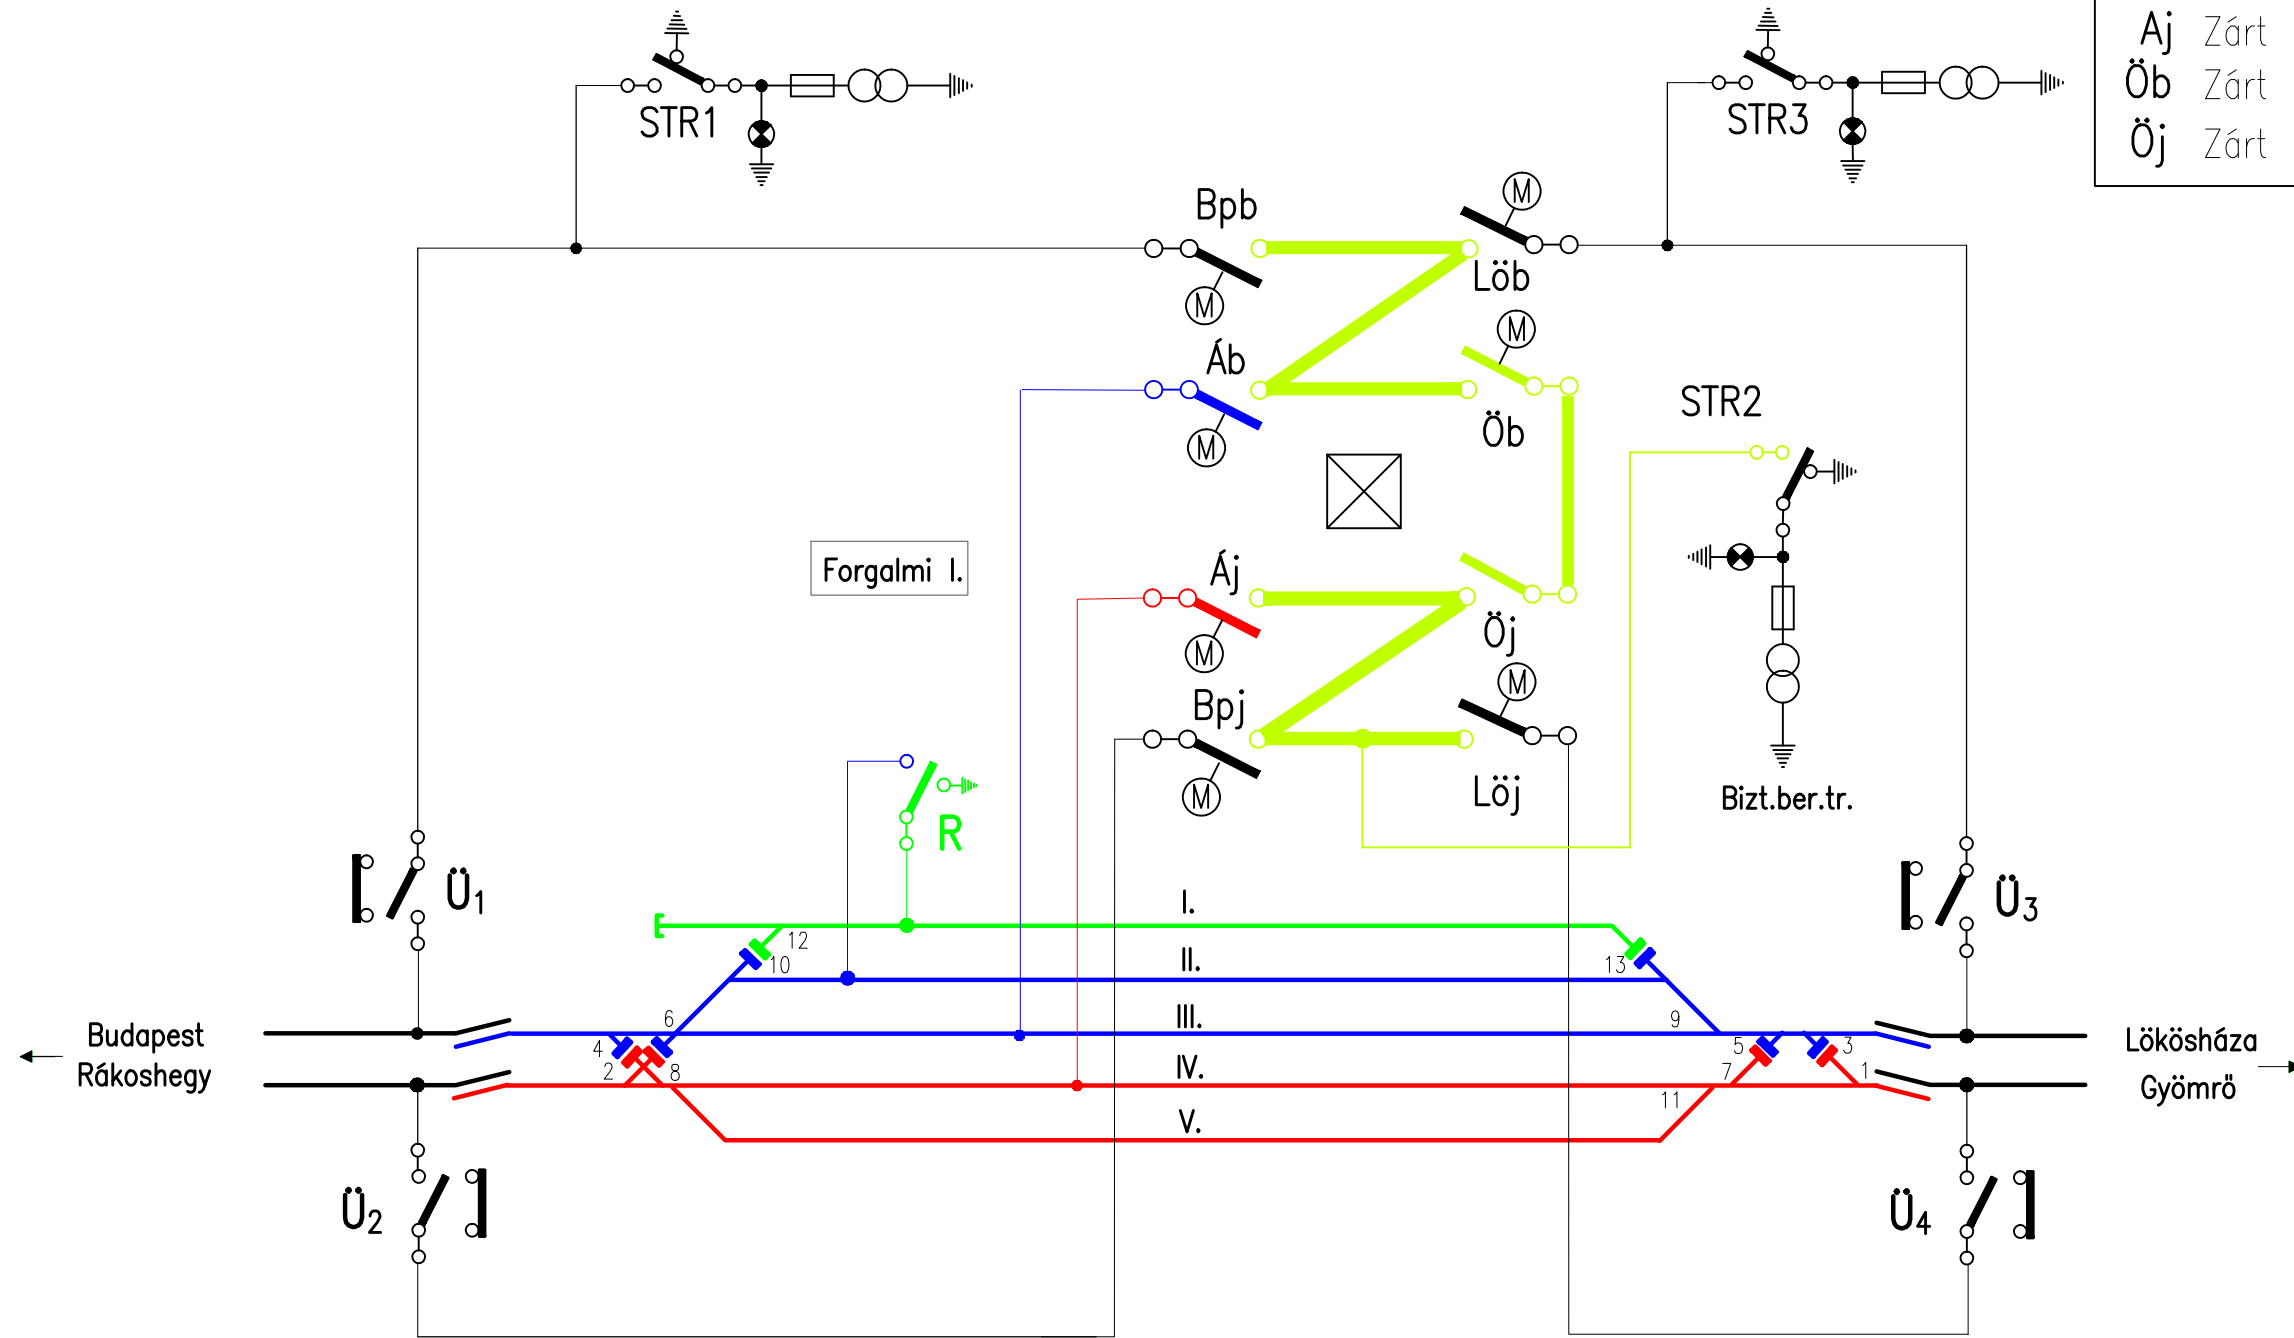 Aj Zárt
Öb Zárt
Öj Zárt
STR1
STR3
Bpb
M
M
Löb
Áb
M
M
Öb
STR2
Forgalmi I.
Áj
M
Öj
Bpj
M
M
Löj
Bizt.ber.tr.
R
Ü1
Ü3
I.
12
10
II.
13
III.
6
9
4
5
3
2
8
IV.
7
1
11
V.
Budapest
Rákoshegy
Lökösháza
Gyömrő
Ü2
Ü4